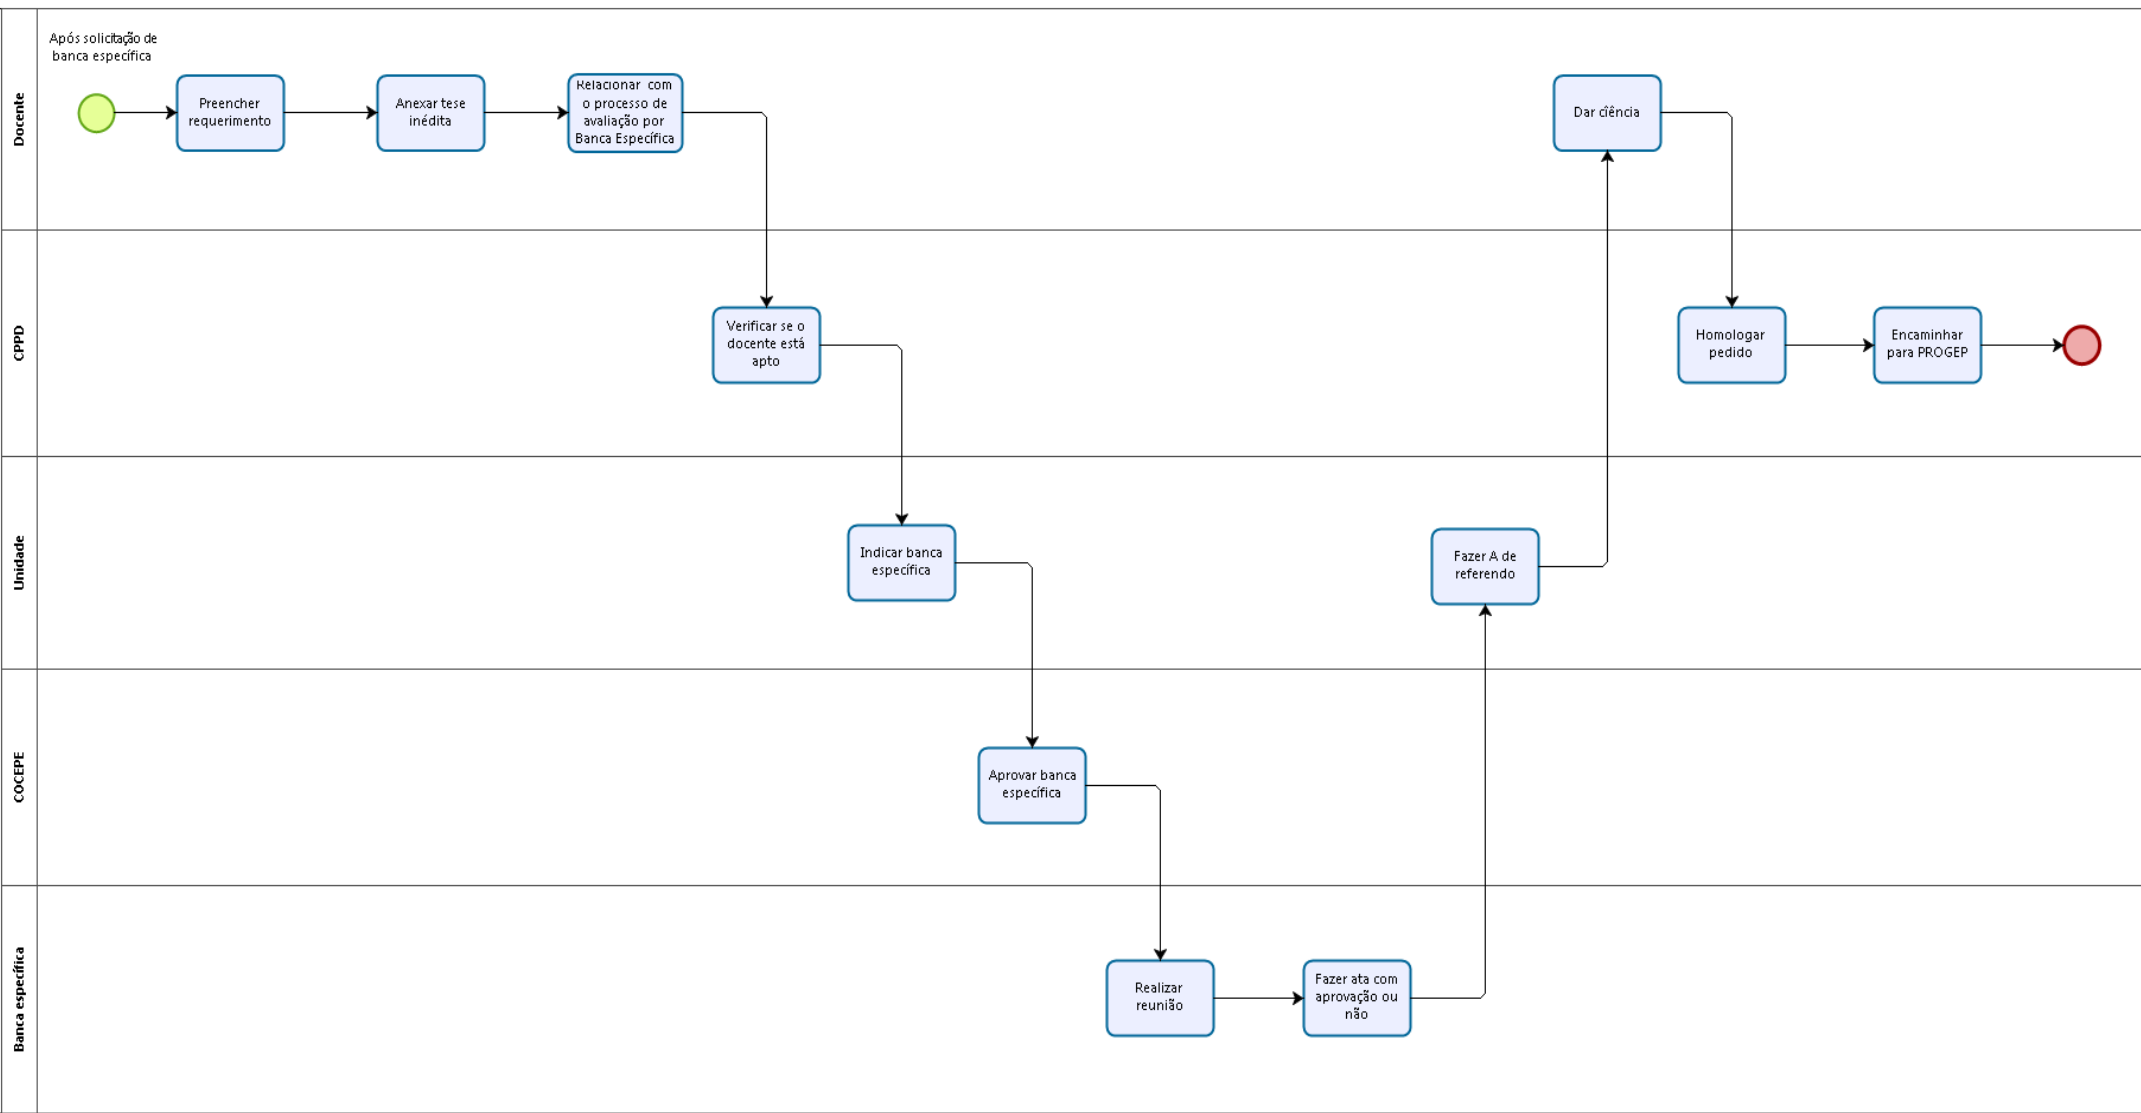 Docente
Após solicitação de
banca específica
Preencher
requerimento
Anexar tese
inédita
Relacionar com
o processo de
avaliação por
Banca Específica
Dar ciência
CPPD
Verificar se o
docente está
apto
Homologar
pedido
Encaminhar
para PROGEP
Unidade
Indicar banca
específica
Fazer A de
referendo
COCEPE
Aprovar banca
específica
Banca específica
Realizar
reunião
Fazer ata com
aprovação ou
não